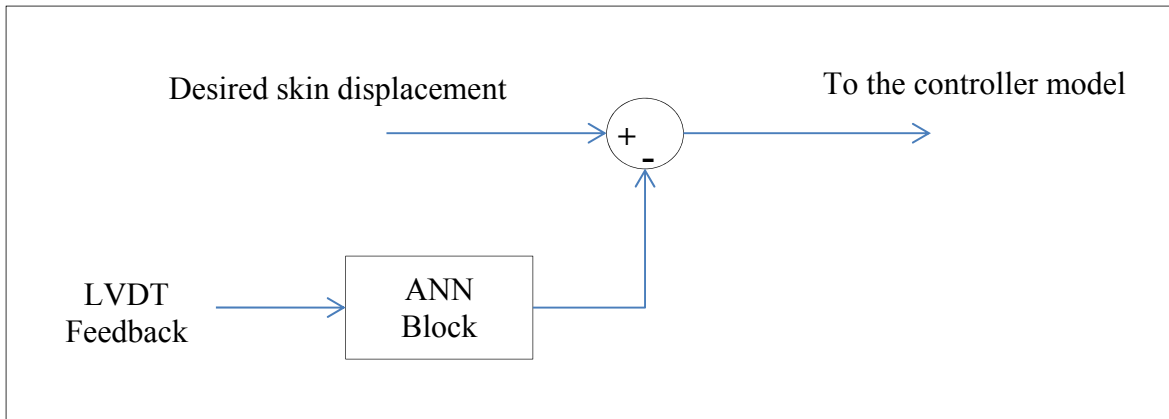 Desired skin displacement
To the controller model
+
-
LVDT
Feedback
ANN
Block